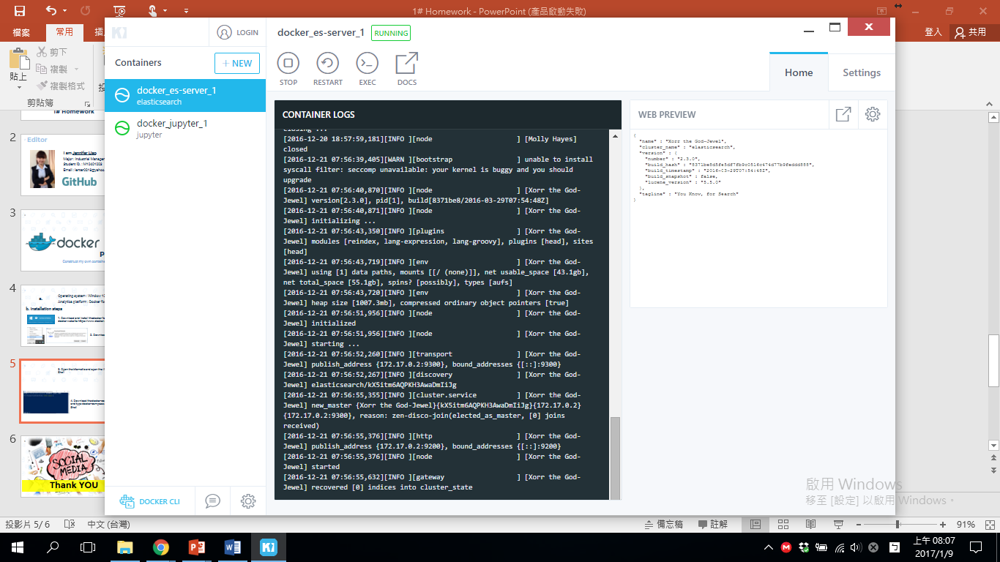 1# Homework - PowerPoint (產品啟動失敗)
檔案
常用
登入
共用
貼上
剪下
複製
複製格式
剪貼簿
LOGIN
docker_es-server_1
RUNNING
Containers
+ NEW
docker_es-server_1
elasticsearch
docker_jupyter_1
jupyter
STOP
RESTART
EXEC
DOCS
Home
Settings
CONTAINER LOGS
closing ...
[2016-12-20 18:57:59,181][INFO ][node ] [Molly Hayes]
closed
[2016-12-21 07:56:39,405][WARN ][bootstrap ] unable to install
syscall filter: seccomp unavailable: your kernel is buggy and you should
upgrade
[2016-12-21 07:56:40,870][INFO ][node ] [Xorr the God-
Jewel] version[2.3.0], pid[1], build[8371be8/2016-03-29T07:54:48Z]
[2016-12-21 07:56:40,871][INFO ][node ] [Xorr the God-
Jewel] initializing ...
[2016-12-21 07:56:43,350][INFO ][plugins ] [Xorr the God-
Jewel] modules [reindex, lang-expression, lang-groovy], plugins [head], sites
[head]
[2016-12-21 07:56:43,719][INFO ][env ] [Xorr the God-
Jewel] using [1] data paths, mounts [[/ (none)]], net usable_space [43.1gb],
net total_space [55.1gb], spins? [possibly], types [aufs]
[2016-12-21 07:56:43,720][INFO ][env ] [Xorr the God-
Jewel] heap size [1007.3mb], compressed ordinary object pointers [true]
[2016-12-21 07:56:51,956][INFO ][node ] [Xorr the God-
Jewel] initialized
[2016-12-21 07:56:51,956][INFO ][node ] [Xorr the God-
Jewel] starting ...
[2016-12-21 07:56:52,260][INFO ][transport ] [Xorr the God-
Jewel] publish_address {172.17.0.2:9300}, bound_addresses {[::]:9300}
[2016-12-21 07:56:52,267][INFO ][discovery ] [Xorr the God-
Jewel] elasticsearch/kX5itm6AQPKH3AwaDmIiJg
[2016-12-21 07:56:55,355][INFO ][cluster.service ] [Xorr the God-
Jewel] new_master {Xorr the God-Jewel}{kX5itm6AQPKH3AwaDmIiJg}{172.17.0.2}
{172.17.0.2:9300}, reason: zen-disco-join(elected_as_master, [0] joins
received)
[2016-12-21 07:56:55,376][INFO ][http ] [Xorr the God-
Jewel] publish_address {172.17.0.2:9200}, bound_addresses {[::]:9200}
[2016-12-21 07:56:55,376][INFO ][node ] [Xorr the God-
Jewel] started
[2016-12-21 07:56:55,632][INFO ][gateway ] [Xorr the God-
Jewel] recovered [0] indices into cluster_state
WEB PREVIEW
{
"name" : "Xorr the God-Jewel",
"cluster_name" : "elasticsearch",
"version" : {
"number" : "2.3.0",
"build_timestamp" : "2016-03-29T07:54:48Z",
"build_snapshot" : false,
"lucene_version" : "5.5.0"
},
"tagline" : "You Know, for Search"
}
DOCKER CLI
1# Homework
2
Editor
I am Jennifer Liao
GitHub
3
docker
4
b. Installation steps
5
6
SOCIAL
MEDIA
Thank YOU
啟用 Windows
移至 [設定] 以啟用 Windows。
投影片 5/ 6
中文 (台灣)
備忘稿
註解
91%
上午 08:07
2017/1/9